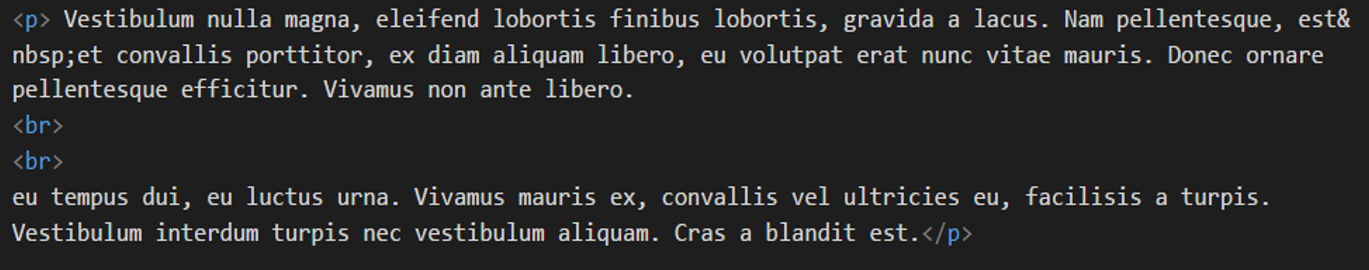 <p> Vestibulum nulla magna, eleifend lobortis finibus lobortis, gravida a lacus. Nam pellentesque, est&
nbsp;et convallis porttitor, ex diam aliquam libero, eu volutpat erat nunc vitae mauris. Donec ornare
pellentesque efficitur. Vivamus non ante libero.
<br>
<br>
eu tempus dui, eu luctus urna. Vivamus mauris ex, convallis vel ultricies eu, facilisis a turpis.
Vestibulum interdum turpis nec vestibulum aliquam. Cras a blandit est.</p>